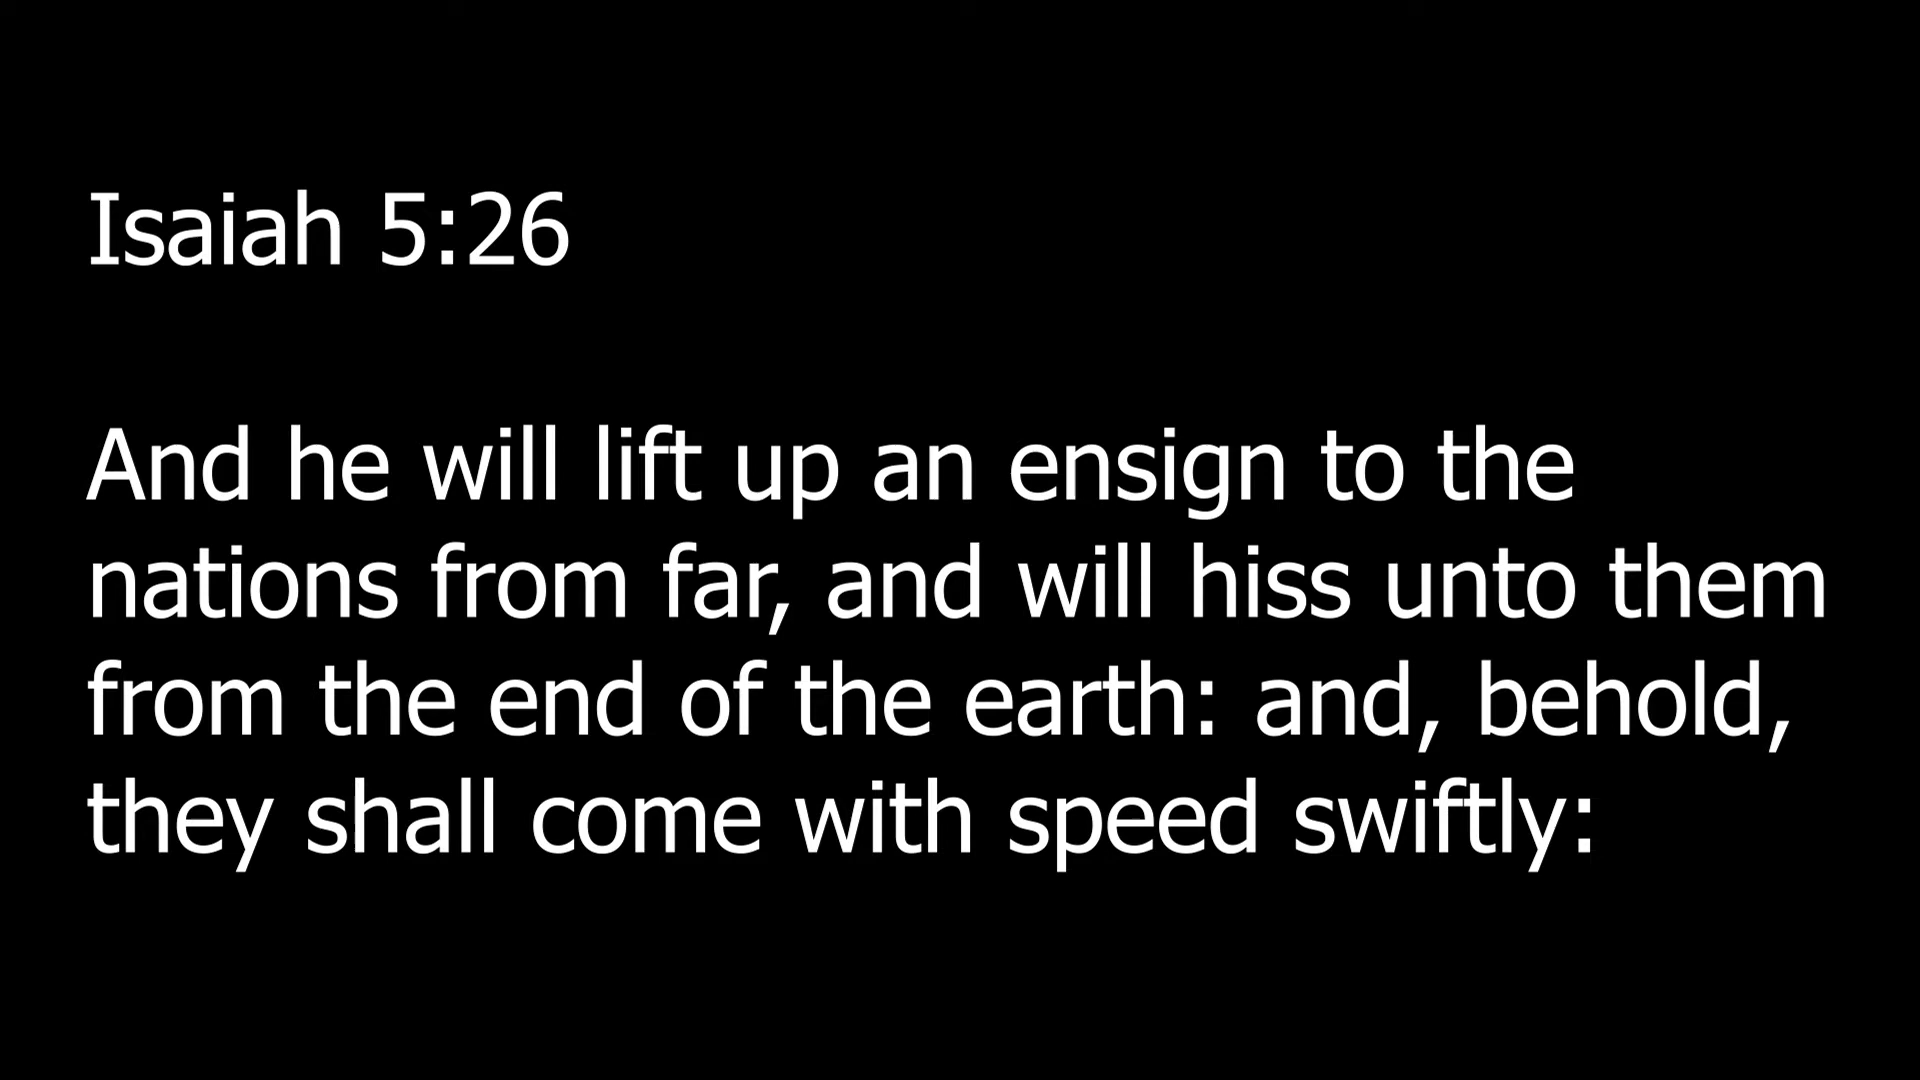 Isaiah 5:26
And he will lift up an ensign to the
nations from far, and will hiss unto them
from the end of the earth: and, behold,
they shall come with speed swiftly: